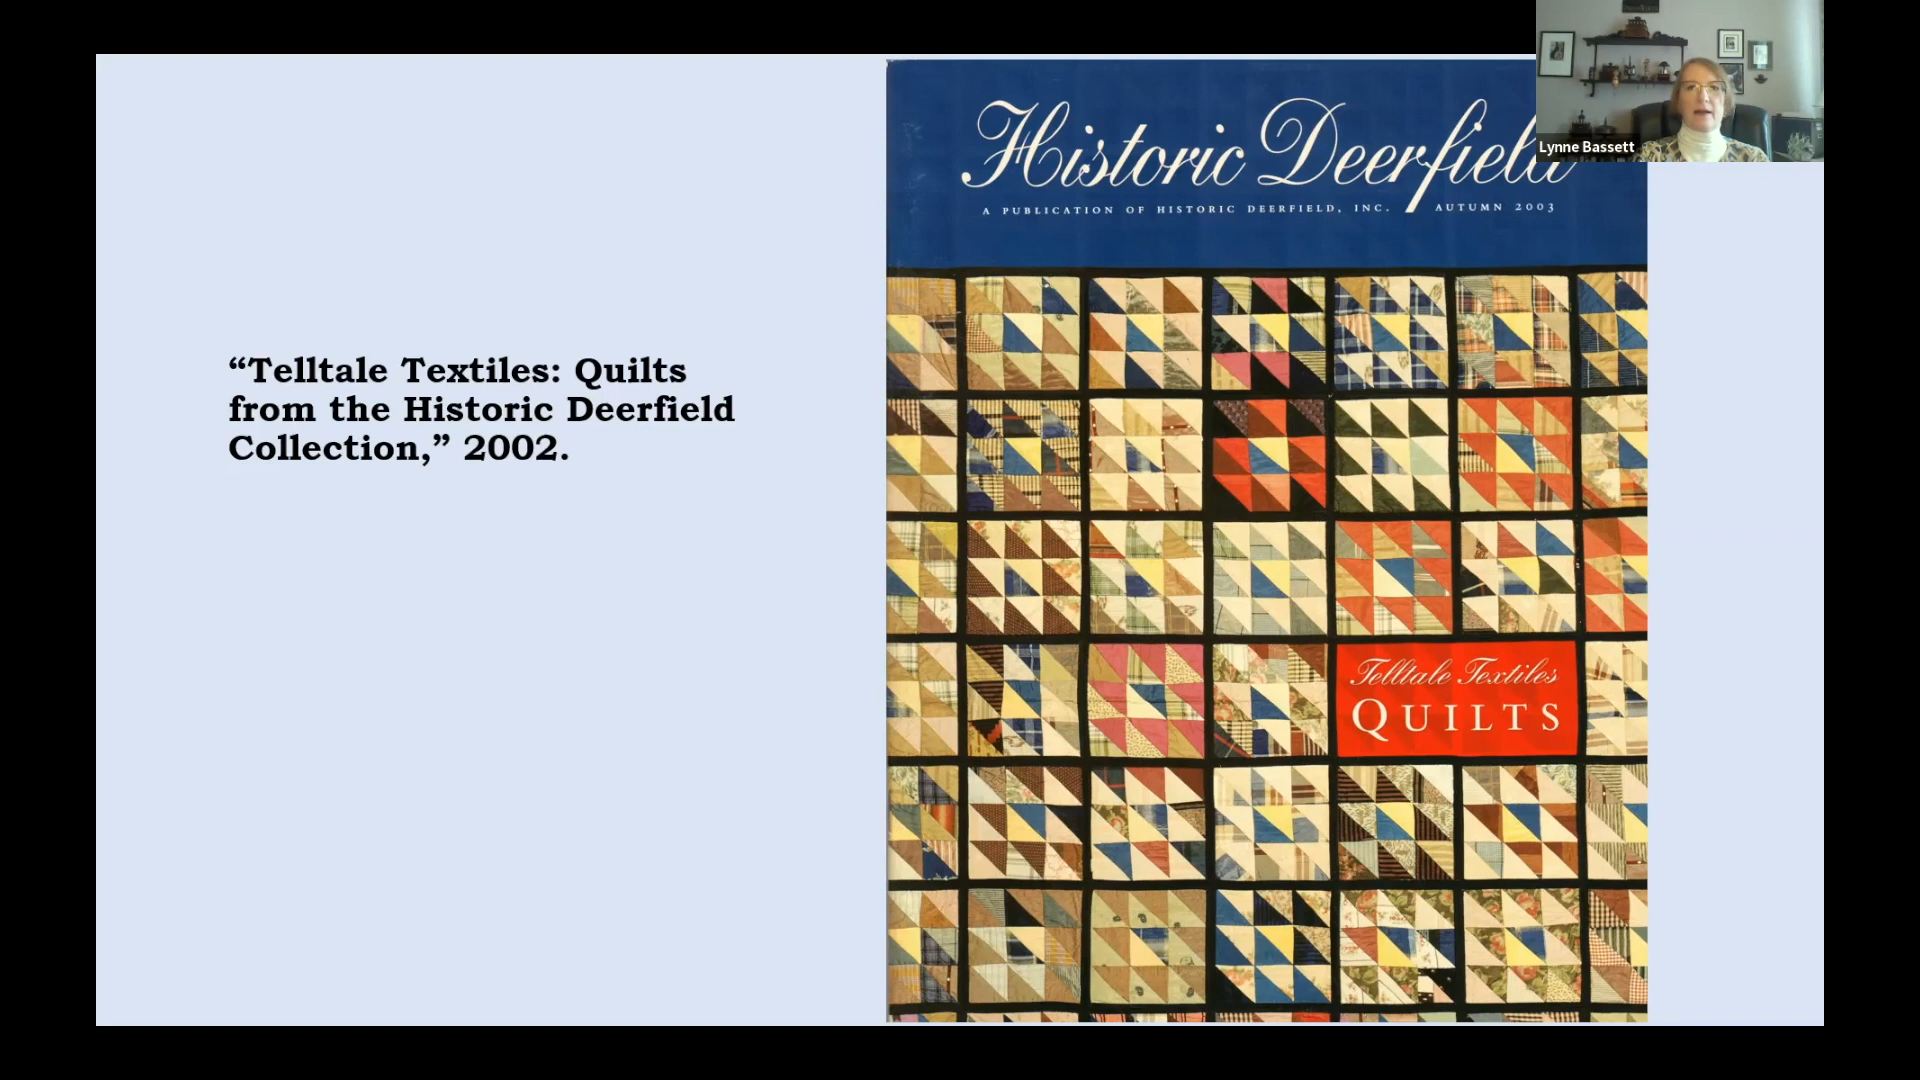 Historic Deerfield
A PUBLICATION OF HISTORIC DEERFIELD, INC. AUTUMN 2003
Lynne Bassett
“Telltale Textiles: Quilts
from the Historic Deerfield
Collection,” 2002.
Telltale Textiles
QUILTS